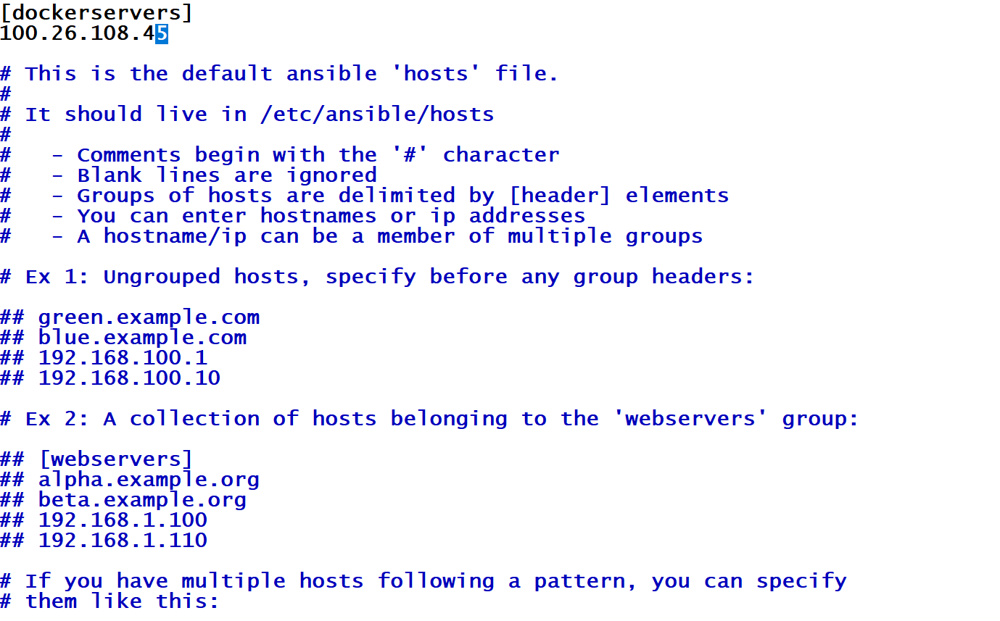 [dockerservers]
100.26.108.45
# This is the default ansible 'hosts' file.
#
# It should live in /etc/ansible/hosts
#
#   - Comments begin with the '#' character
#   - Blank lines are ignored
#   - Groups of hosts are delimited by [header] elements
#   - You can enter hostnames or ip addresses
#   - A hostname/ip can be a member of multiple groups
# Ex 1: Ungrouped hosts, specify before any group headers:
## green.example.com
## blue.example.com
## 192.168.100.1
## 192.168.100.10
# Ex 2: A collection of hosts belonging to the 'webservers' group:
## [webservers]
## alpha.example.org
## beta.example.org
## 192.168.1.100
## 192.168.1.110
# If you have multiple hosts following a pattern, you can specify
# them like this: